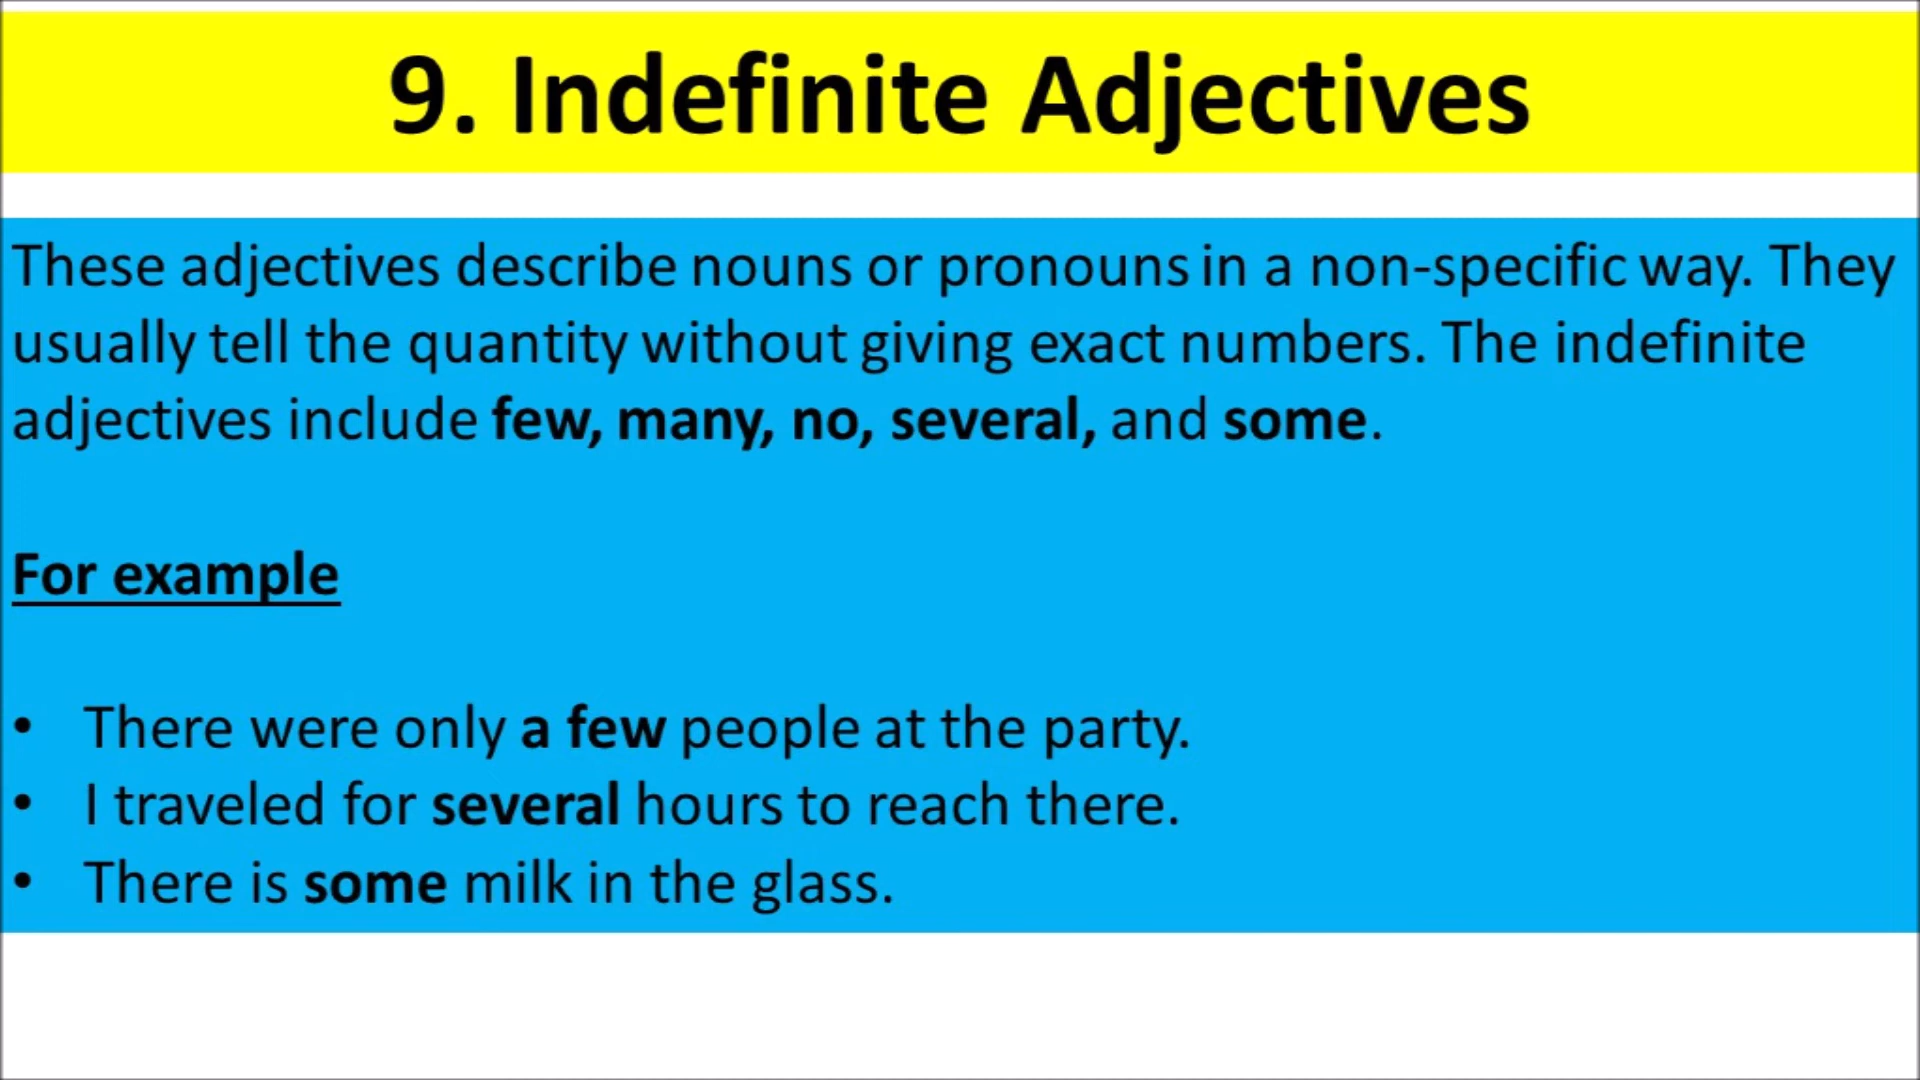 9. Indefinite Adjectives
These adjectives describe nouns or pronouns in a non-specific way. They
usually tell the quantity without giving exact numbers. The indefinite
adjectives include few, many, no, several, and some.
For example
• There were only a few people at the party.
• I traveled for several hours to reach there.
• There is some milk in the glass.